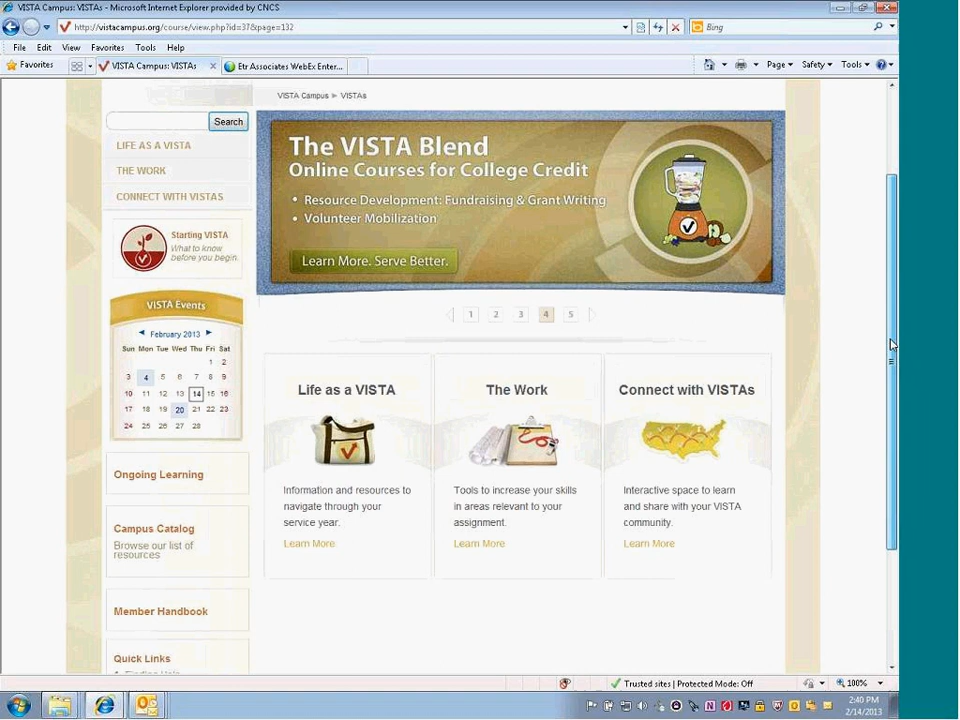 VISTA Campus: VISTAs - Microsoft Internet Explorer provided by CNCS
http://vistacampus.org/course/view.php?id=37&page=132
Bing
File Edit View Favorites Tools Help
Favorites
VISTA Campus: VISTAs
Etr Associates WebEx Enter...
Page
Safety
Tools
VISTA Campus ► VISTAs
Search
LIFE AS A VISTA
THE WORK
CONNECT WITH VISTAS
Starting VISTA
What to know
before you begin.
VISTA Events
◄ February 2013 ►
Sun Mon Tue Wed Thu Fri Sat
1 2
3 4 5 6 7 8 9
10 11 12 13 14 15 16
17 18 19 20 21 22 23
24 25 26 27 28
Ongoing Learning
Campus Catalog
Browse our list of
resources
Member Handbook
Quick Links
The VISTA Blend
Online Courses for College Credit
• Resource Development: Fundraising & Grant Writing
• Volunteer Mobilization
Learn More. Serve Better.
1 2 3 4 5
Life as a VISTA
Information and resources to
navigate through your
service year.
Learn More
The Work
Tools to increase your skills
in areas relevant to your
assignment.
Learn More
Connect with VISTAs
Interactive space to learn
and share with your VISTA
community.
Learn More
Trusted sites | Protected Mode: Off
100%
2:40 PM
2/14/2013